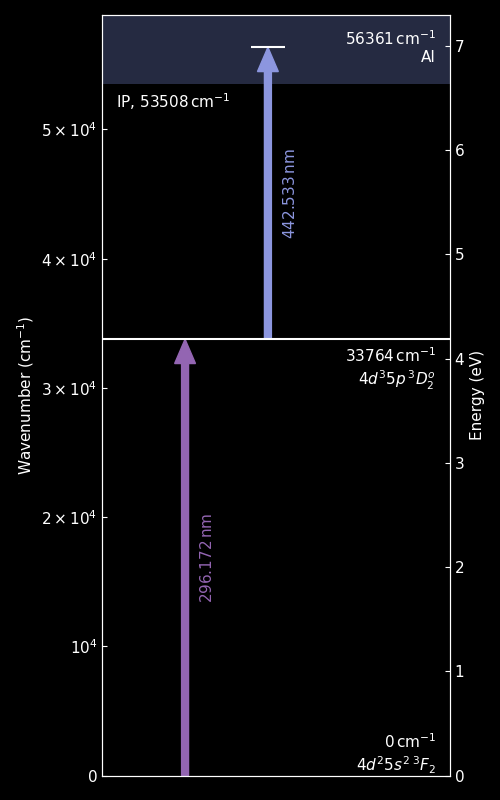 56361 cm⁻¹
AI
IP, 53508 cm⁻¹
442.533 nm
33764 cm⁻¹
4d³5p ³D₂ᵒ
296.172 nm
0 cm⁻¹
4d²5s² ³F₂
Wavenumber (cm⁻¹)
5 × 10⁴
4 × 10⁴
3 × 10⁴
2 × 10⁴
10⁴
0
Energy (eV)
7
6
5
4
3
2
1
0